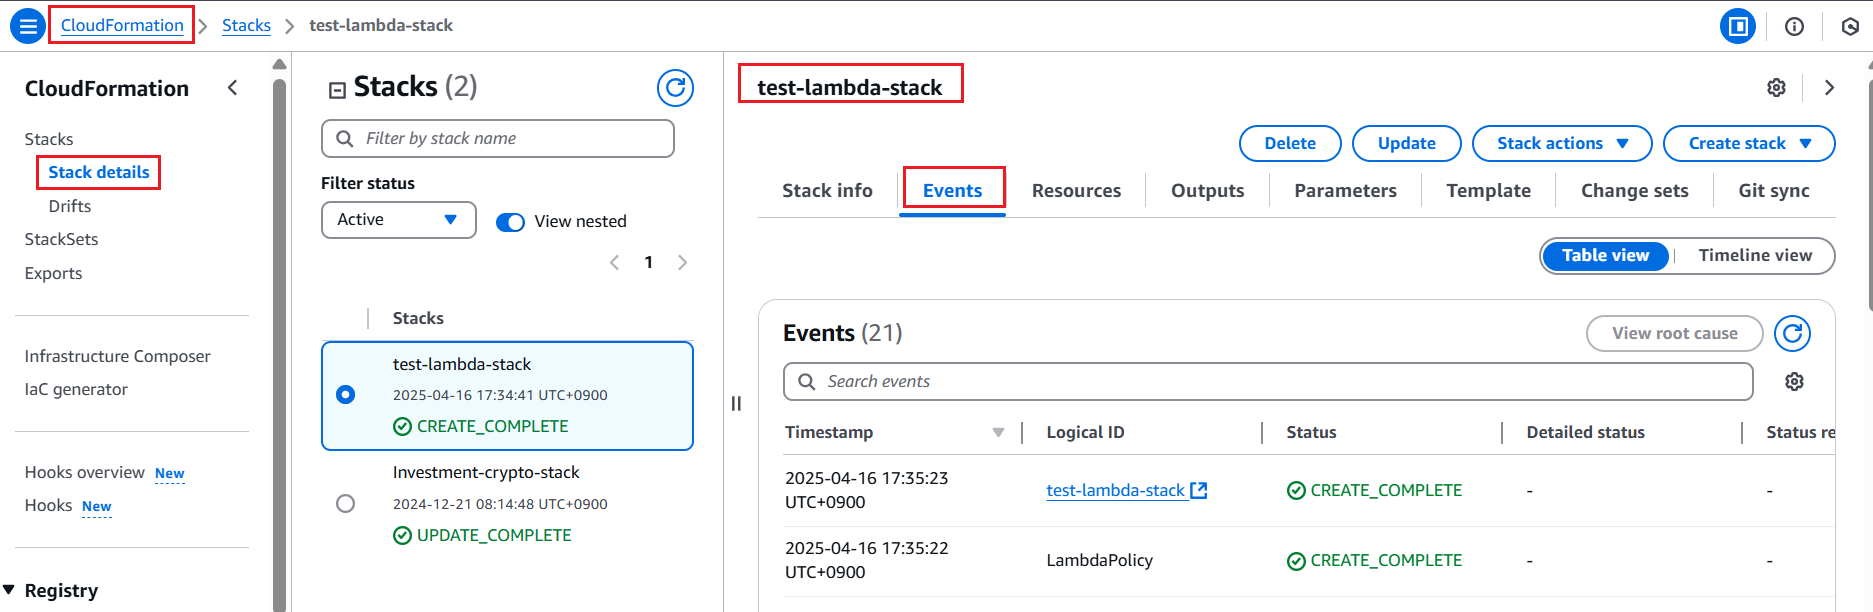 CloudFormation > Stacks > test-lambda-stack
CloudFormation
Stacks
Stack details
Drifts
StackSets
Exports
Infrastructure Composer
IaC generator
Hooks overview New
Hooks New
Registry
Stacks (2)
Filter by stack name
Filter status
Active
View nested
1
Stacks
test-lambda-stack
2025-04-16 17:34:41 UTC+0900
CREATE_COMPLETE
Investment-crypto-stack
2024-12-21 08:14:48 UTC+0900
UPDATE_COMPLETE
test-lambda-stack
Delete Update Stack actions Create stack
Stack info Events Resources Outputs Parameters Template Change sets Git sync
Table view Timeline view
Events (21)
View root cause
Search events
Timestamp Logical ID Status Detailed status Status re
2025-04-16 17:35:23
UTC+0900
test-lambda-stack CREATE_COMPLETE - -
2025-04-16 17:35:22
UTC+0900
LambdaPolicy CREATE_COMPLETE - -